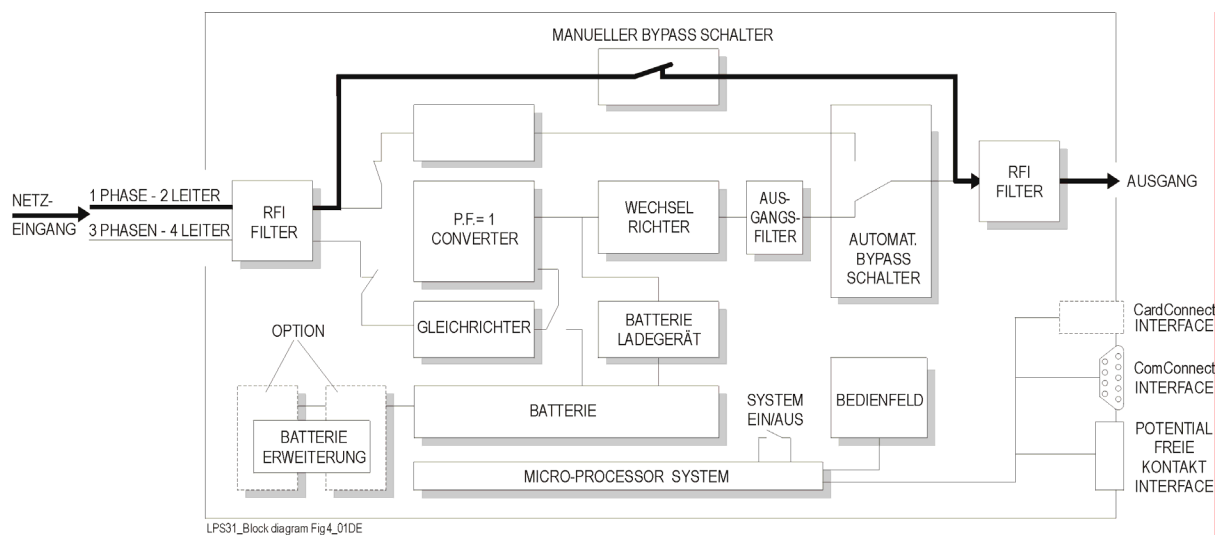 MANUELLER BYPASS SCHALTER
NETZ-
EINGANG
1 PHASE - 2 LEITER
3 PHASEN - 4 LEITER
RFI
FILTER
P.F.= 1
CONVERTER
WECHSEL
RICHTER
AUS-
GANGS-
FILTER
AUTOMAT.
BYPASS
SCHALTER
RFI
FILTER
AUSGANG
GLEICHRICHTER
BATTERIE
LADEGERÄT
OPTION
BATTERIE
ERWEITERUNG
BATTERIE
SYSTEM
EIN/AUS
BEDIENFELD
MICRO-PROCESSOR SYSTEM
CardConnect
INTERFACE
ComConnect
INTERFACE
POTENTIAL
FREIE
KONTAKT
INTERFACE
LPS31_Block diagram Fig4_01DE